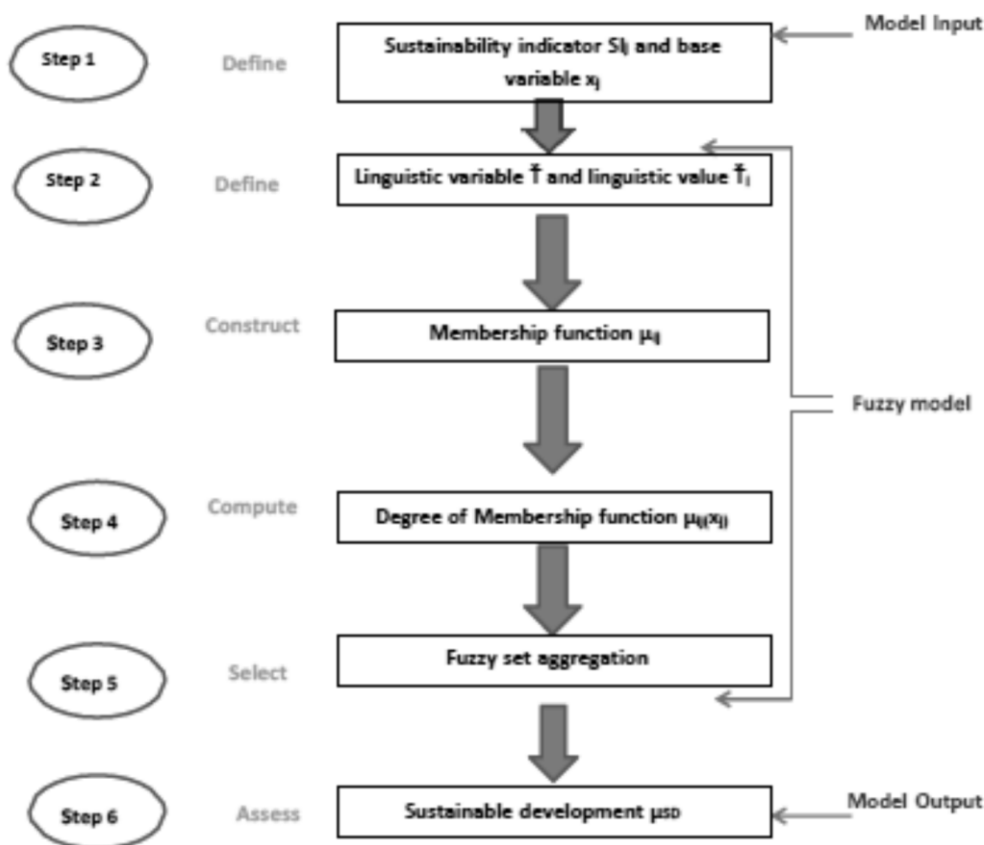 Model Input
Step 1
Define
Sustainability indicator SIj and base
variable xj
Step 2
Define
Linguistic variable T̃ and linguistic value T̃i
Step 3
Construct
Membership function μij
Fuzzy model
Step 4
Compute
Degree of Membership function μij(xj)
Step 5
Select
Fuzzy set aggregation
Step 6
Assess
Sustainable development μSD
Model Output